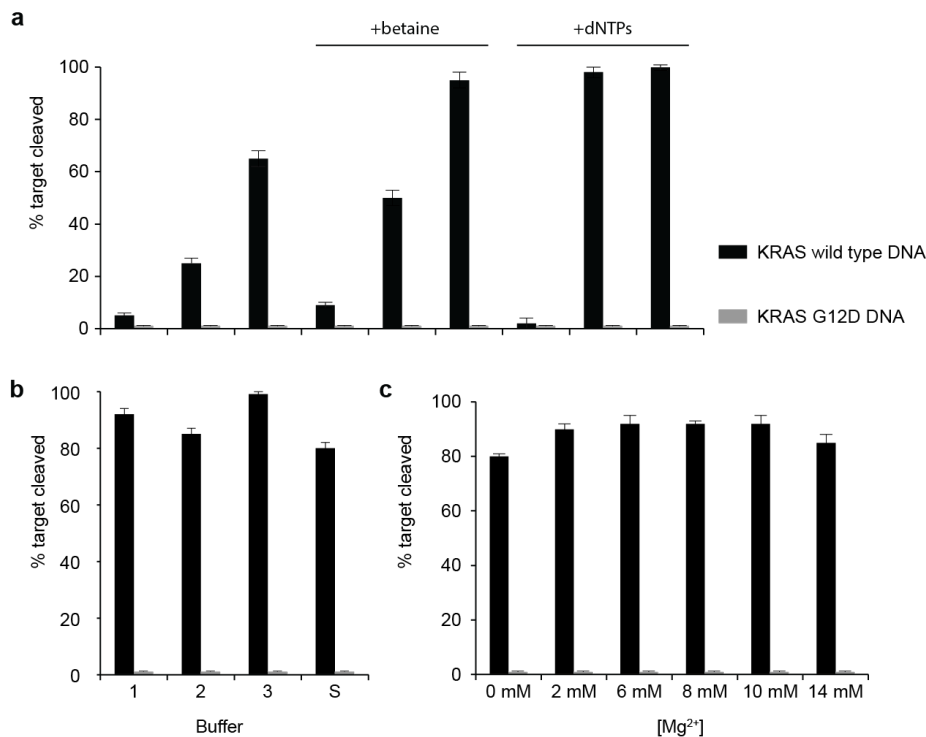 a
+betaine
+dNTPs
% target cleaved
100
80
60
40
20
0
KRAS wild type DNA
KRAS G12D DNA
b
% target cleaved
100
80
60
40
20
0
1 2 3 S
Buffer
c
% target cleaved
100
80
60
40
20
0
0 mM 2 mM 6 mM 8 mM 10 mM 14 mM
[Mg²⁺]